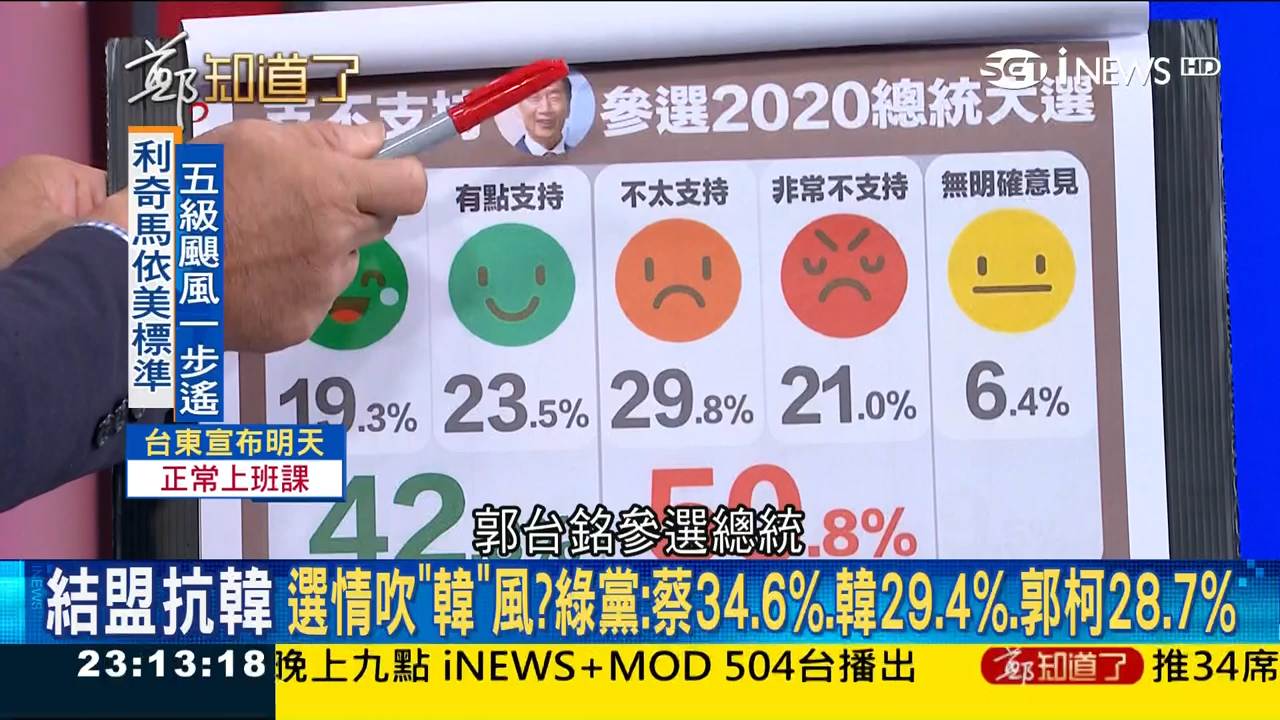 鄭知道了
SET iNEWS HD
不支持 參選2020總統大選
利奇馬依美標準
五級颶風一步遙
有點支持 不太支持 非常不支持 無明確意見
19.3% 23.5% 29.8% 21.0% 6.4%
台東宣布明天
正常上班課
42. .8%
郭台銘參選總統
iNEWS
結盟抗韓 選情吹"韓"風?綠黨:蔡34.6%.韓29.4%.郭柯28.7%
23:13:18 晚上九點 iNEWS+MOD 504台播出 鄭知道了 推34席